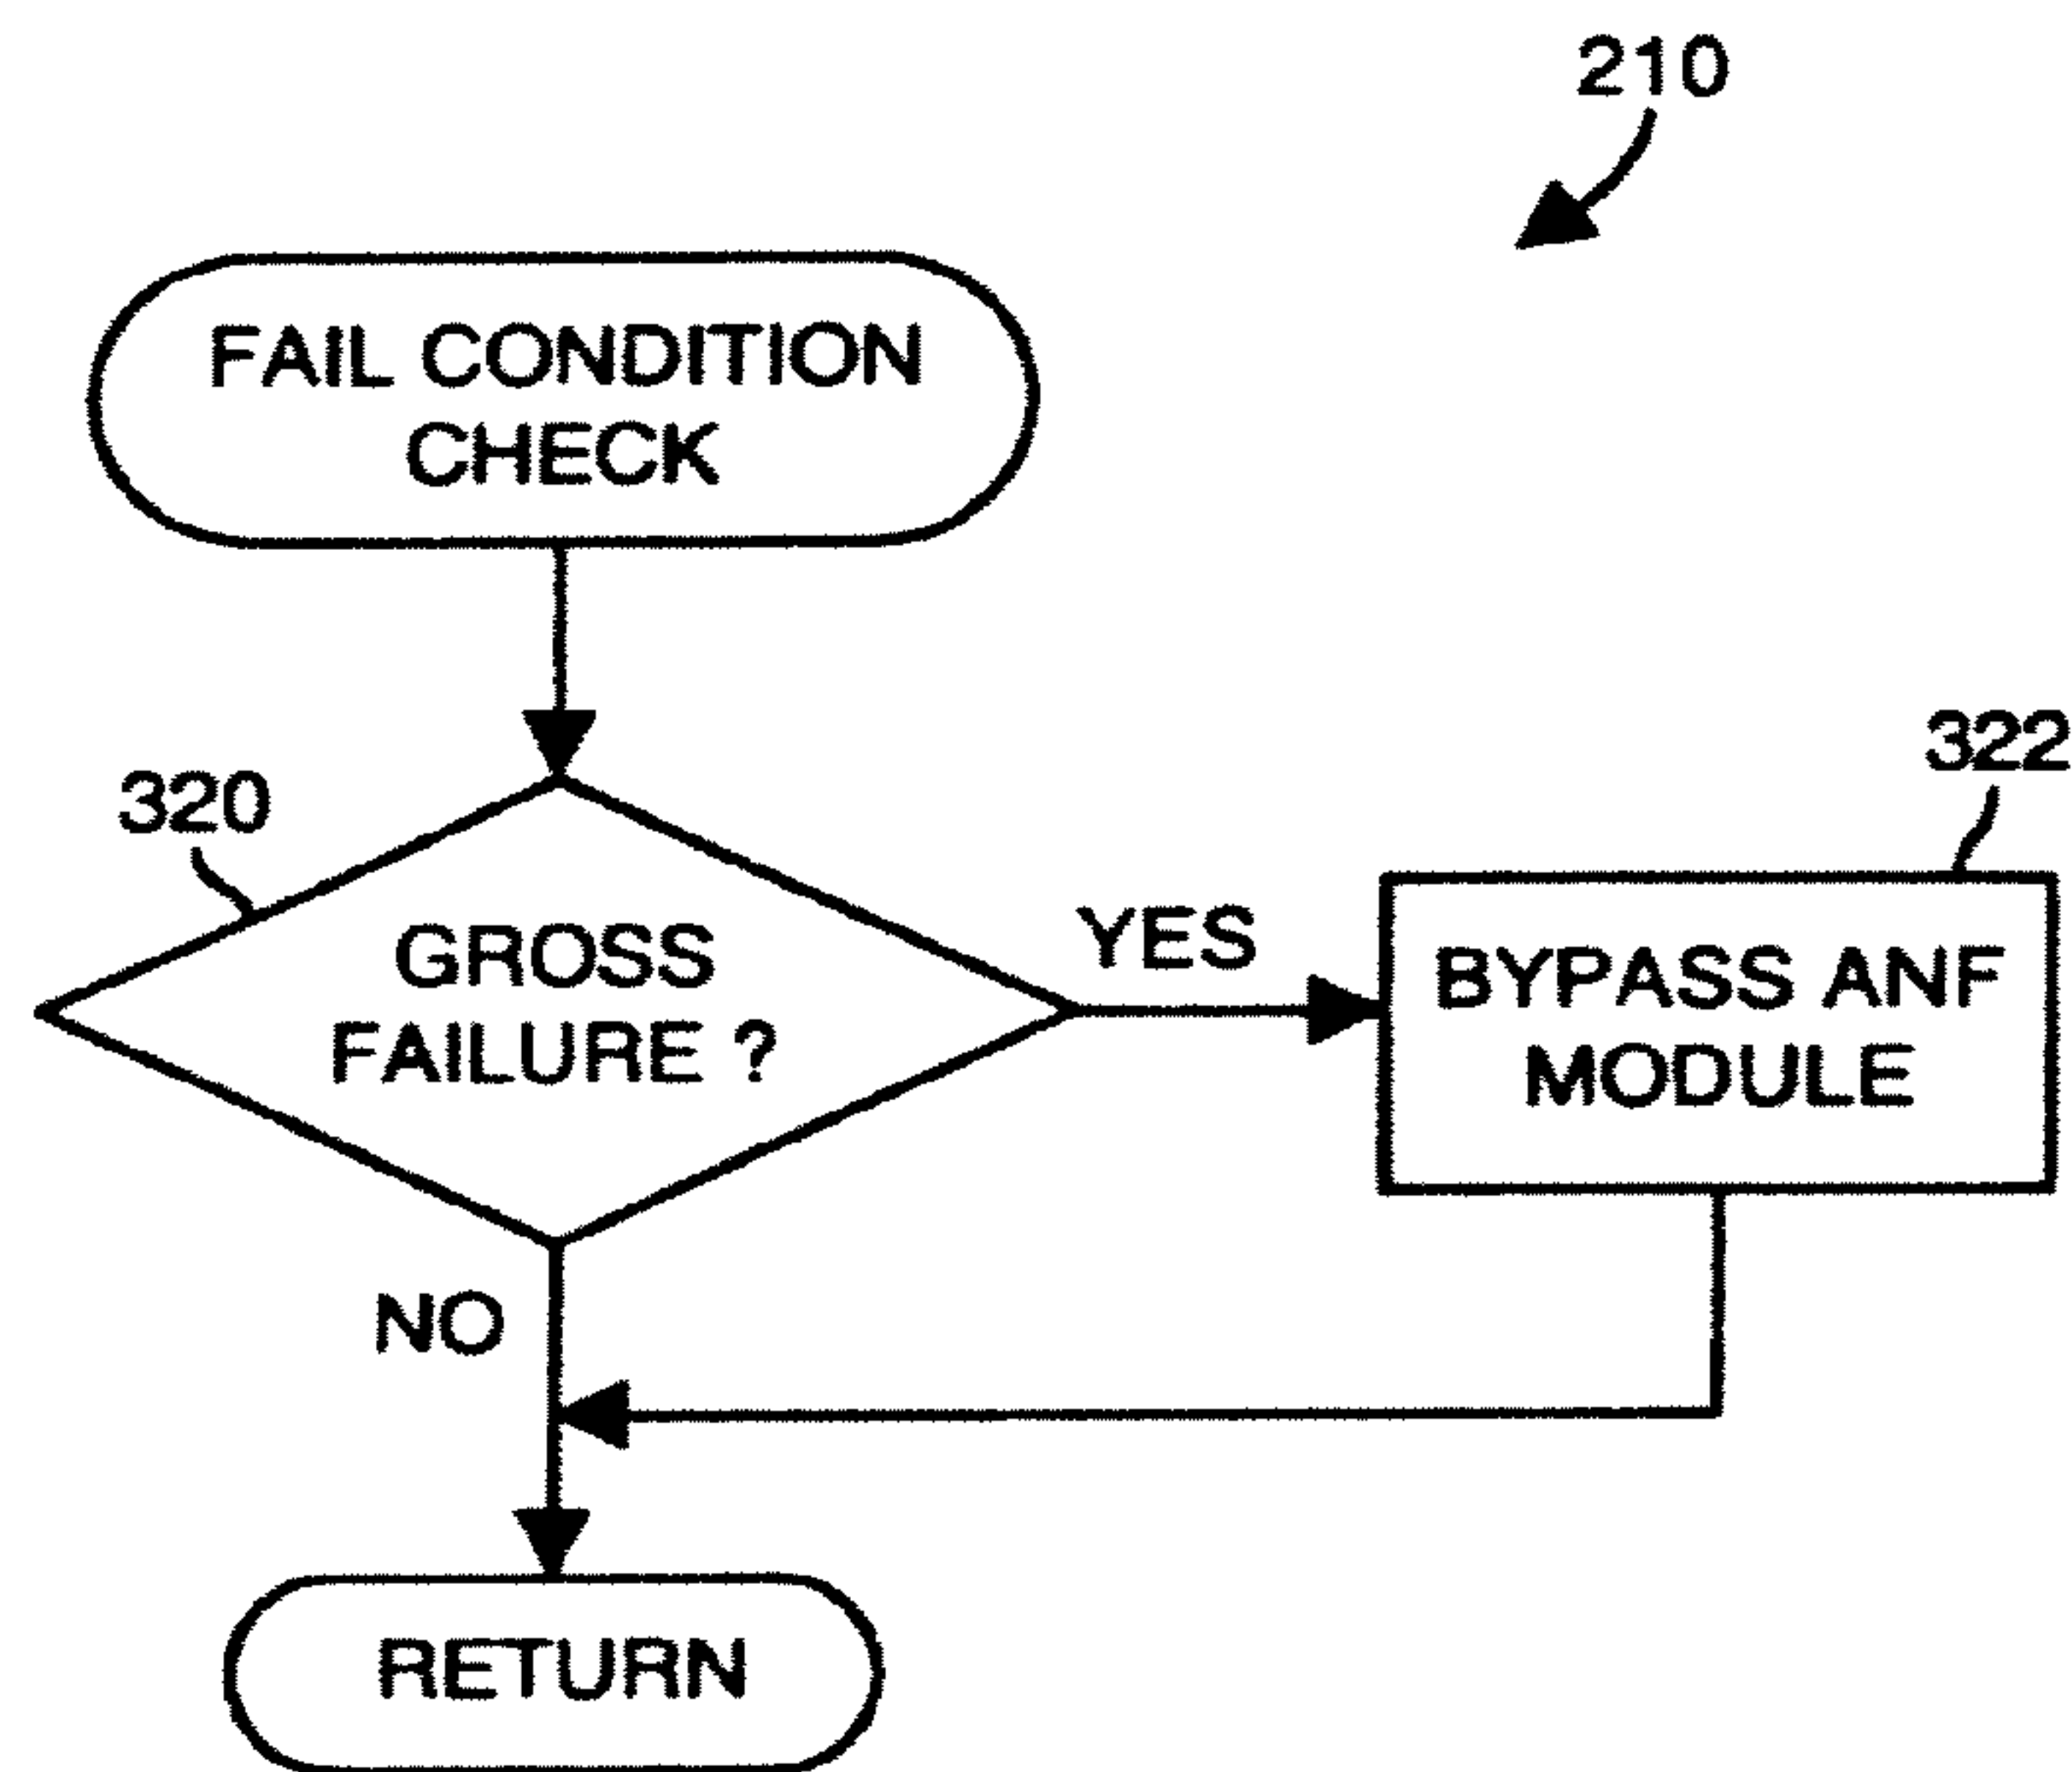 210
FAIL CONDITION
CHECK
320
GROSS
FAILURE ?
YES
322
BYPASS ANF
MODULE
NO
RETURN